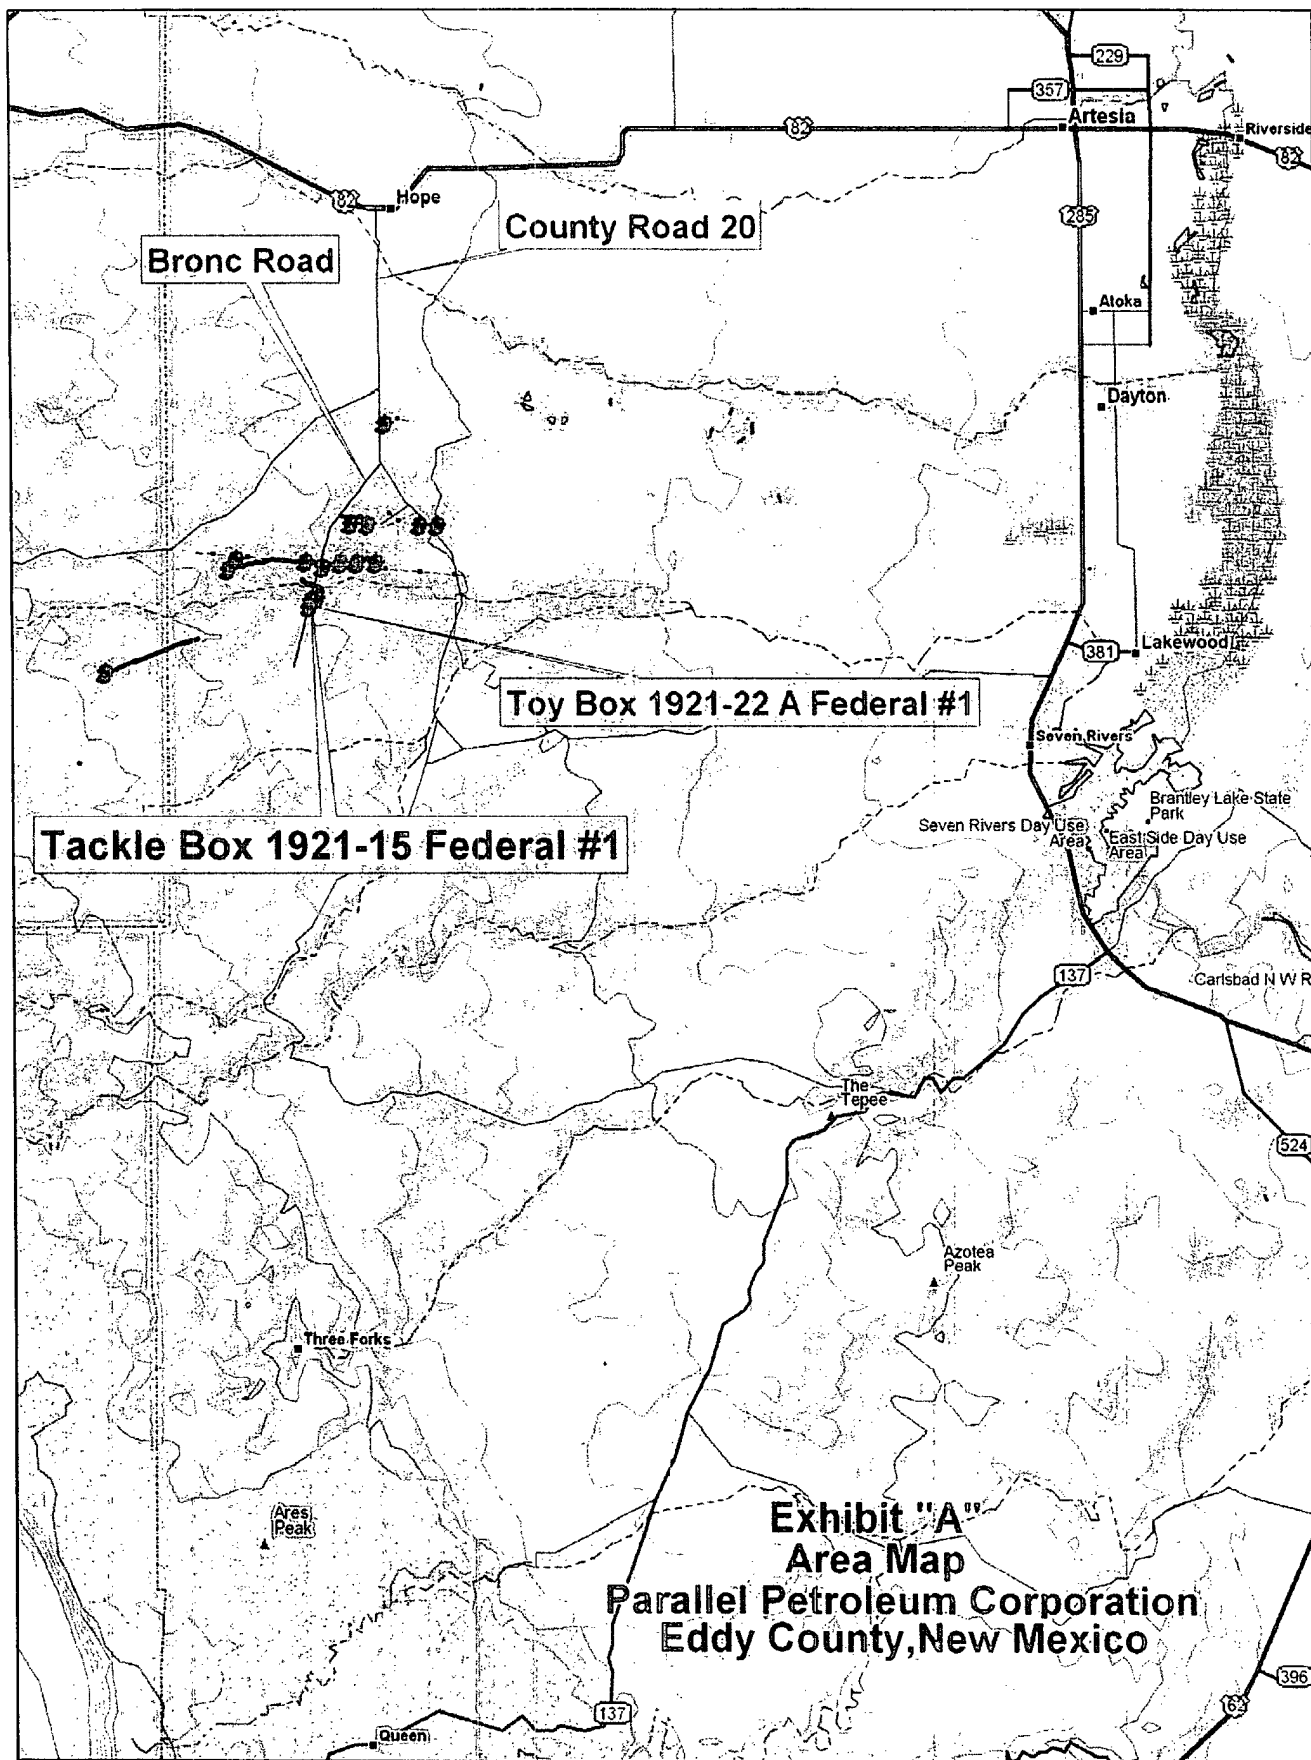 229
357
Artesia
82
Riverside
82
82
Hope
County Road 20
285
Bronc Road
Atoka
Dayton
Lakewood
381
Toy Box 1921-22 A Federal #1
Seven Rivers
Brantley Lake State
Park
Seven Rivers Day Use
Area
East Side Day Use
Area
Tackle Box 1921-15 Federal #1
137
Carlsbad N W R
The
Tepee
524
Azotea
Peak
Three Forks
Ares
Peak
Exhibit "A"
Area Map
Parallel Petroleum Corporation
Eddy County,New Mexico
396
62
137
Queen